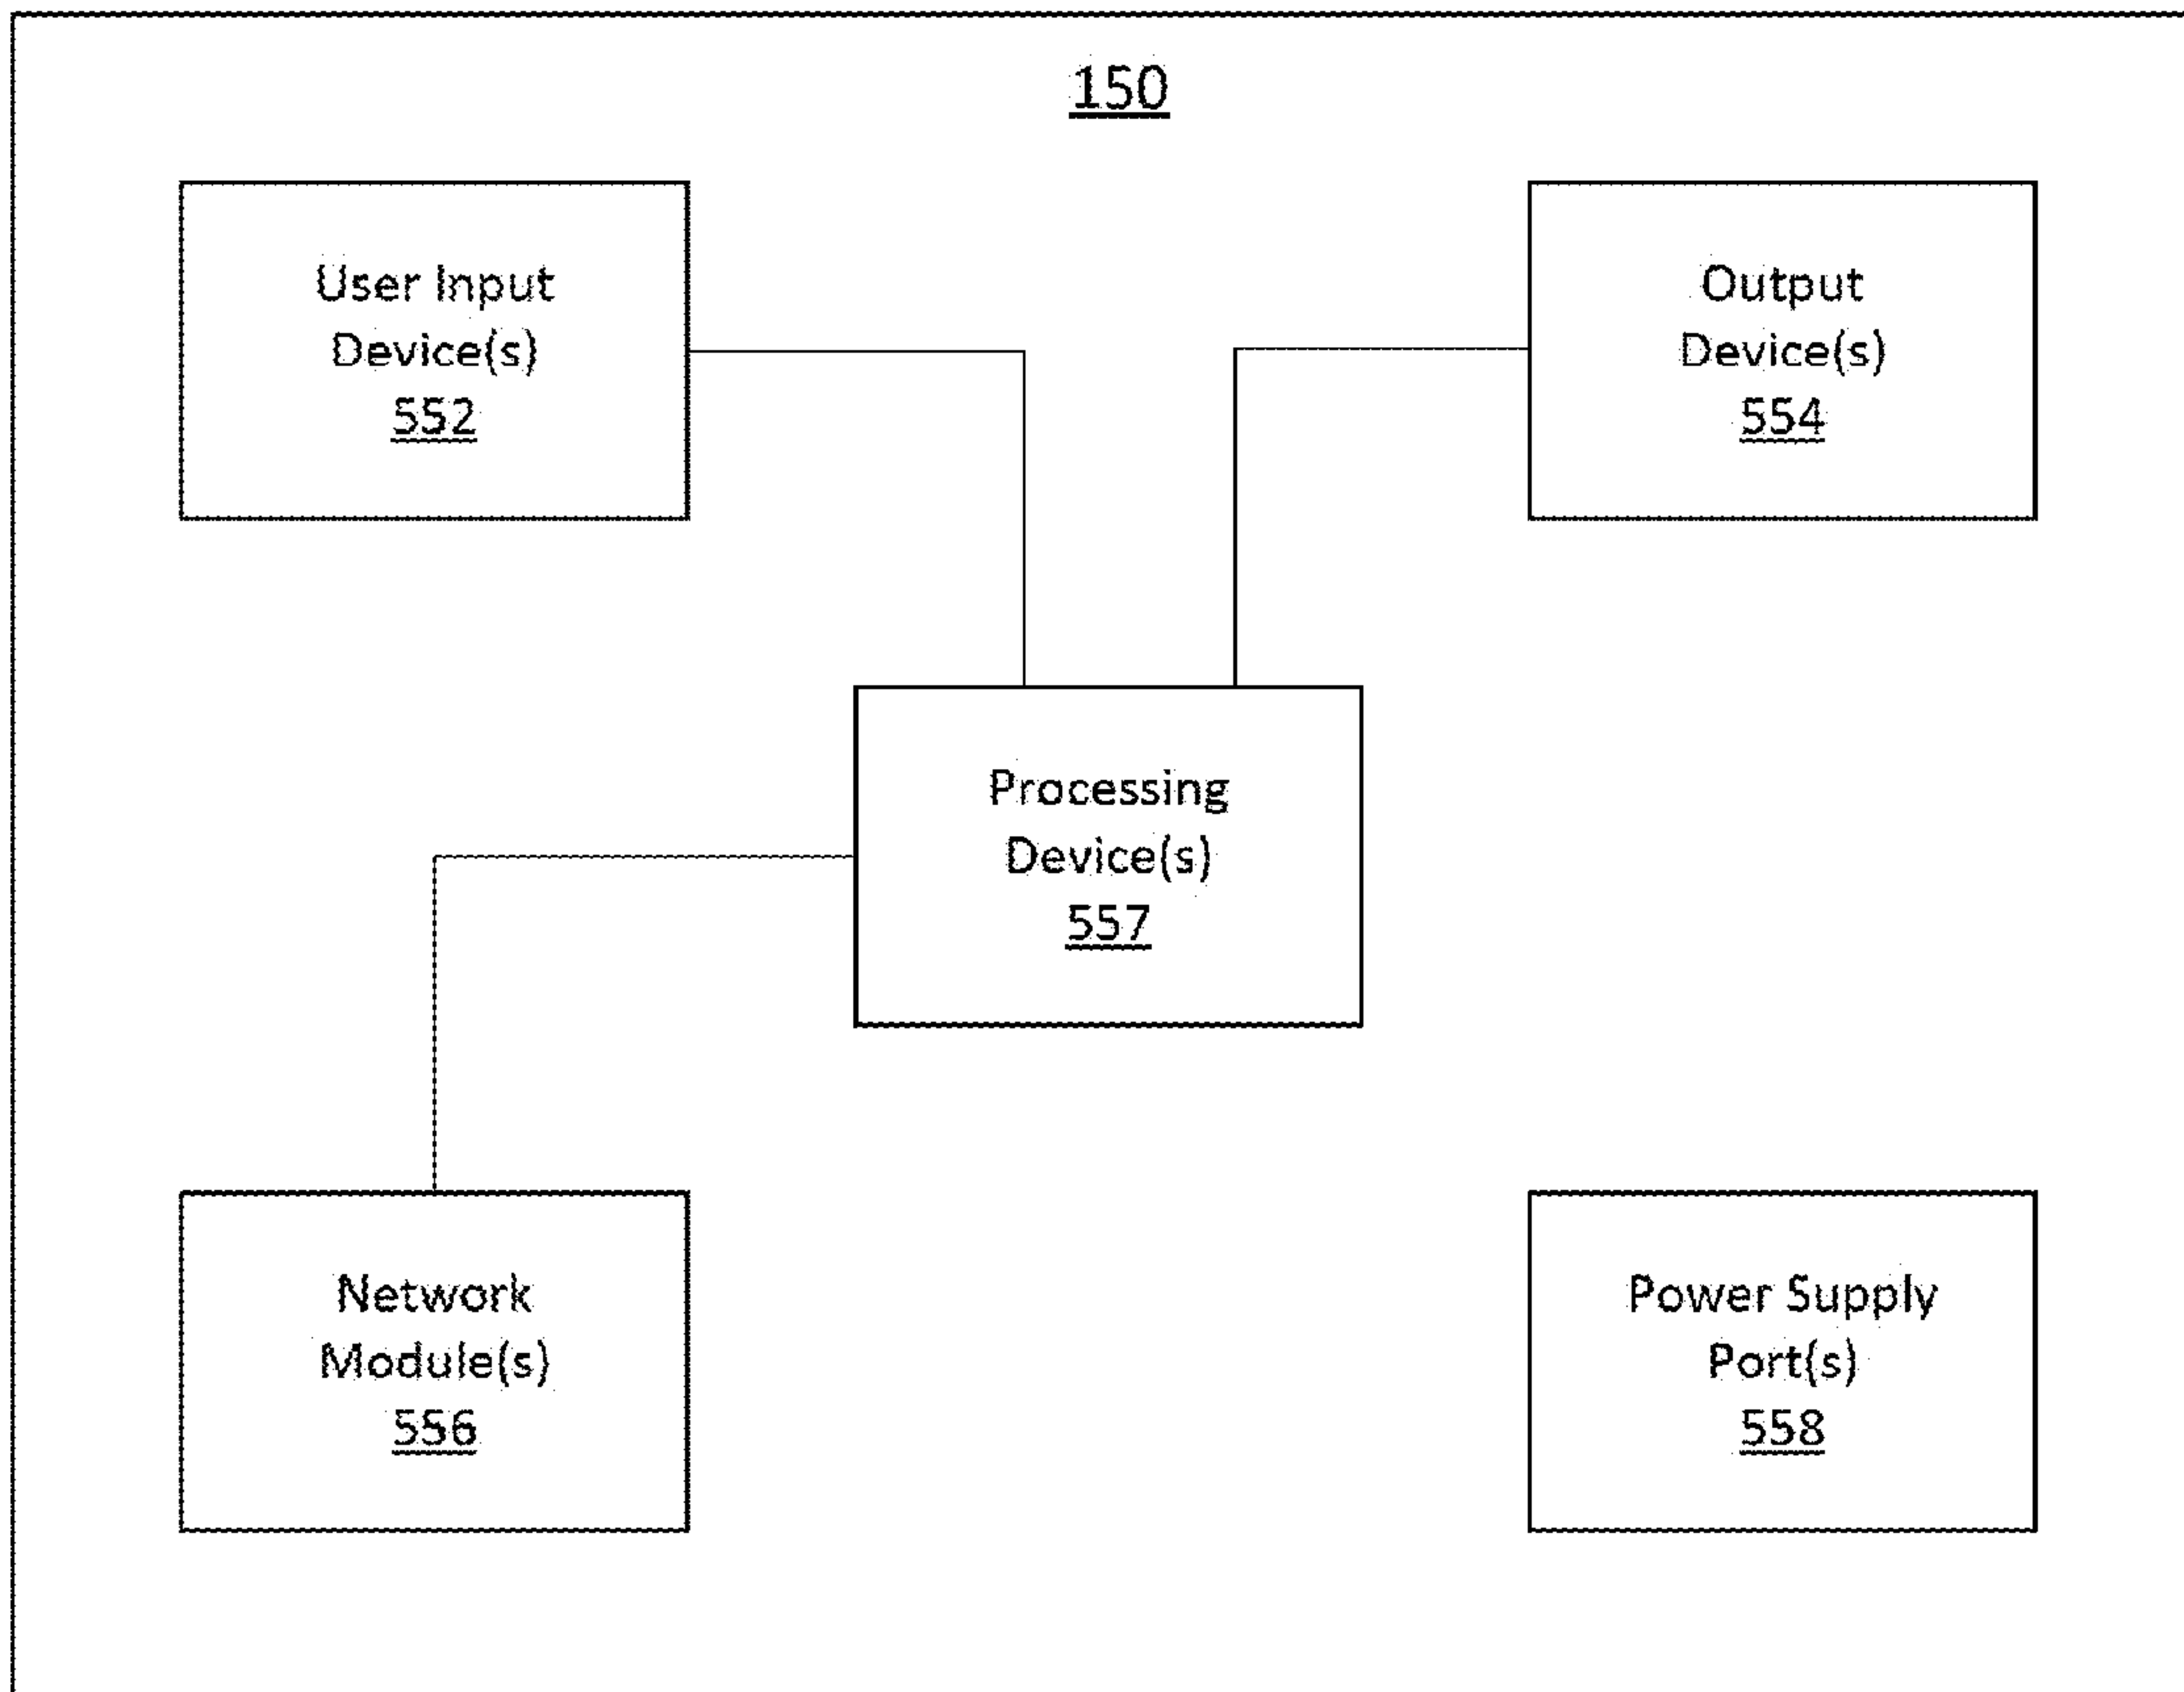 150
User Input
Device(s)
552
Output
Device(s)
554
Processing
Device(s)
557
Network
Module(s)
556
Power Supply
Port(s)
558